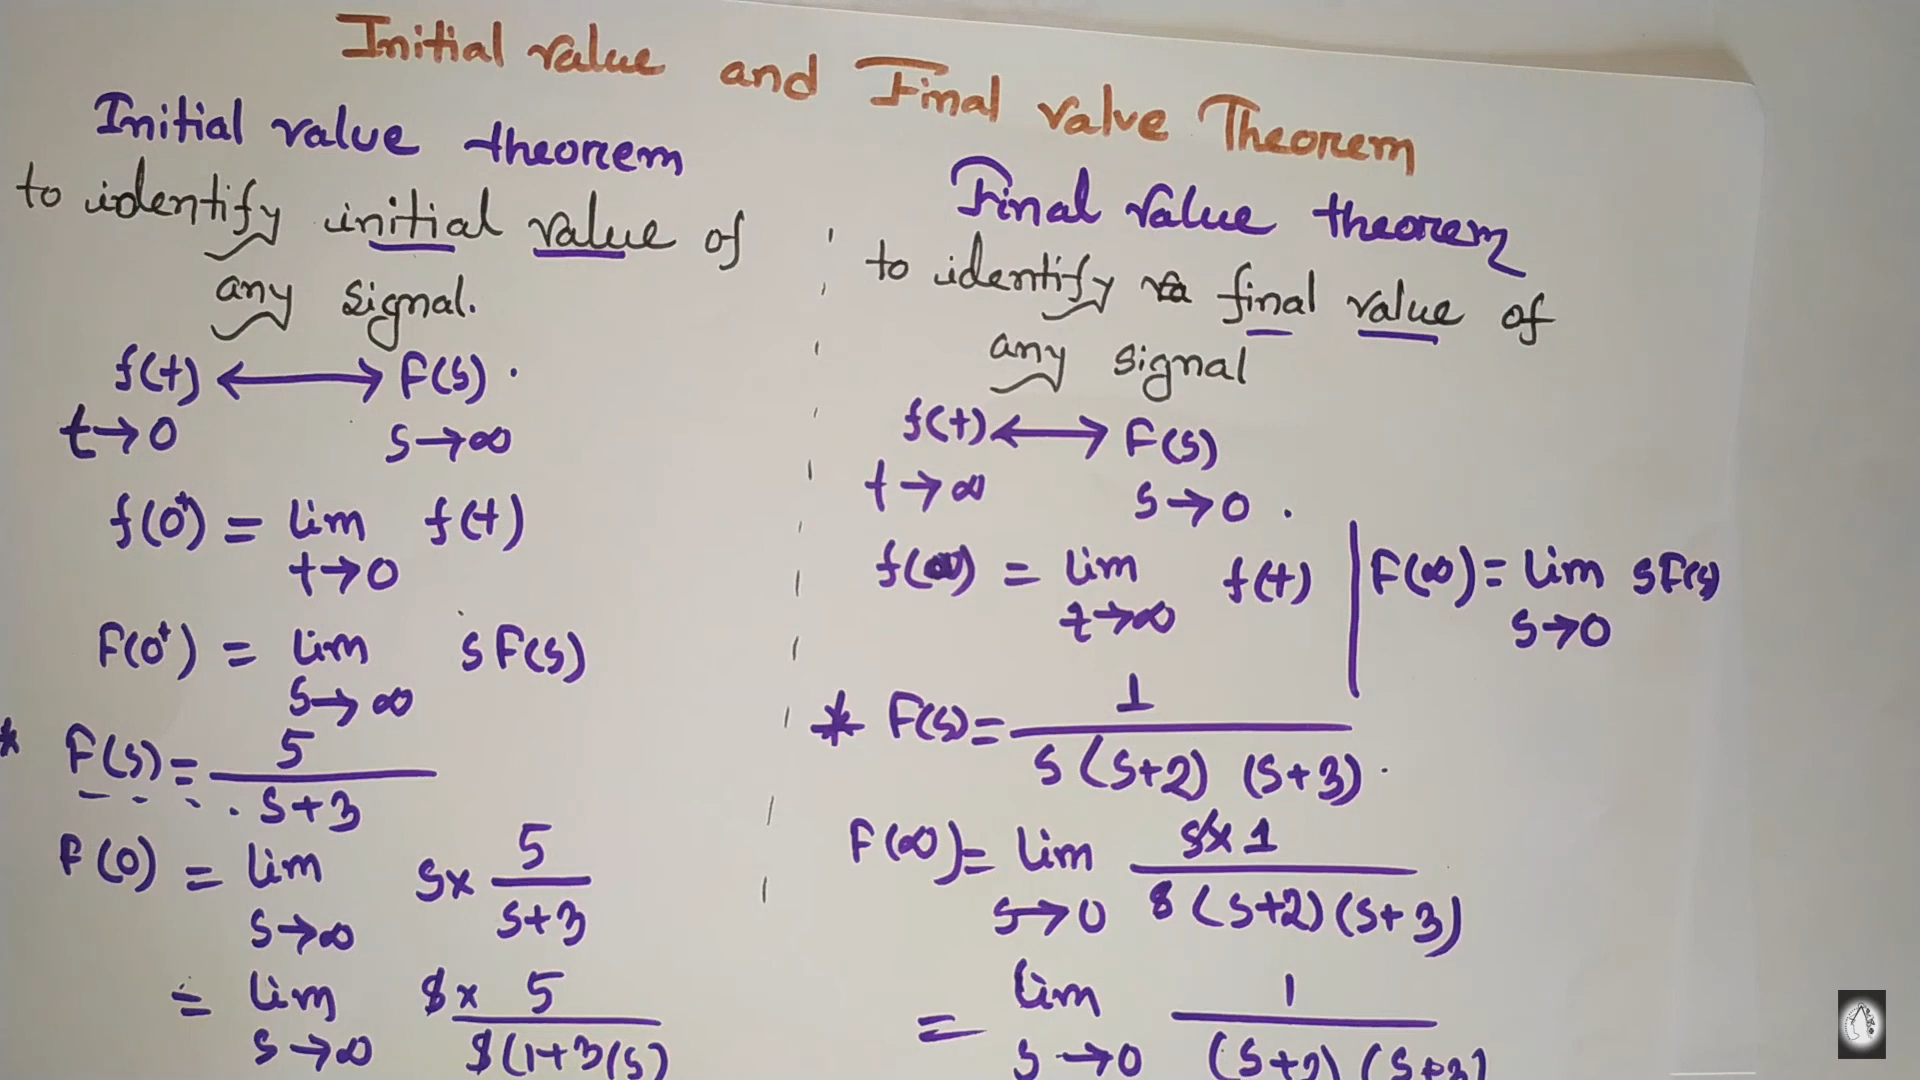 Initial value and Final value Theorem
Initial value theorem
to identify initial value of
any signal.
f(t) ⟷ F(s) .
t→0 s→∞
f(0⁺) = lim f(t)
t→0
F(0⁺) = lim sF(s)
s→∞
* F(s) = 5
s+3
F(0) = lim s× 5
s→∞ s+3
= lim s× 5
s→∞ s(1+3/s)
Final value theorem
to identify final value of
any signal
f(t) ⟷ F(s)
t→∞ s→0 .
f(∞) = lim f(t) | F(∞) = lim sF(s)
t→∞ s→0
* F(s) = 1
s(s+2) (s+3) .
F(∞) = lim s×1
s→0 s(s+2)(s+3)
= lim 1
s→0 (s+2) (s+3)